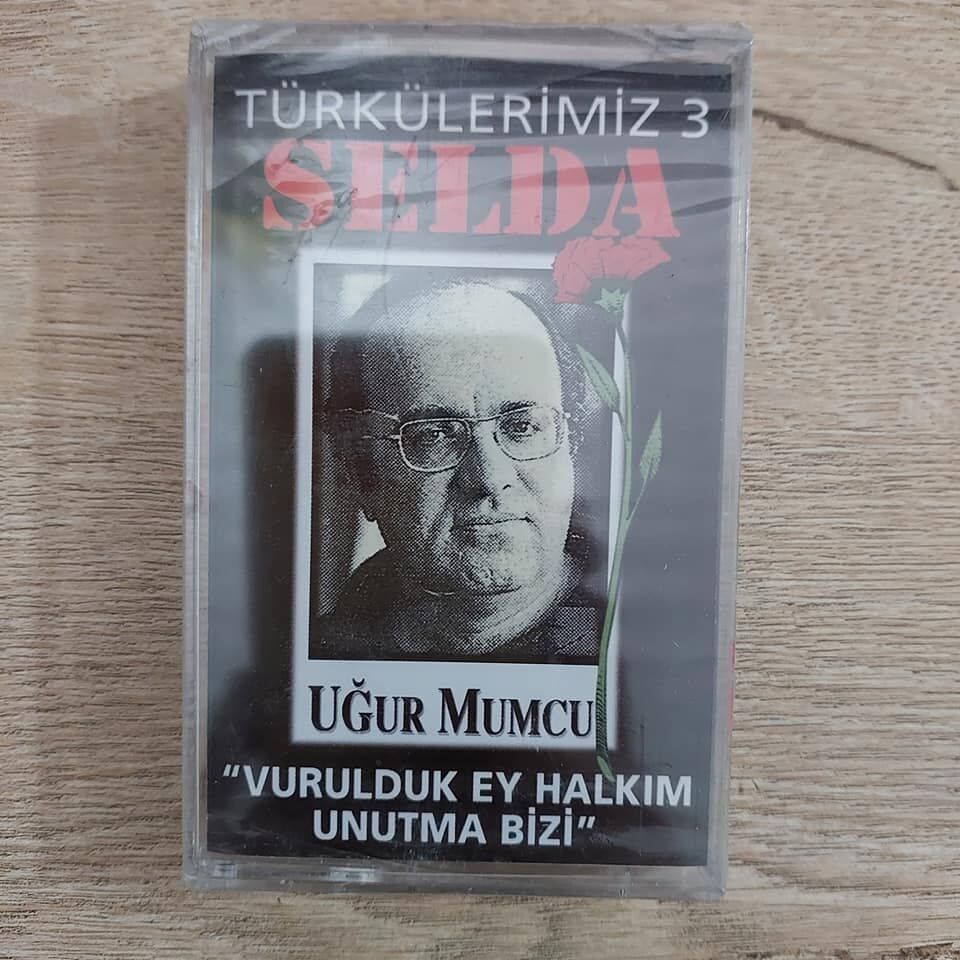 TÜRKÜLERİMİZ 3
SELDA
UĞUR MUMCU
"VURULDUK EY HALKIM
UNUTMA BİZİ"